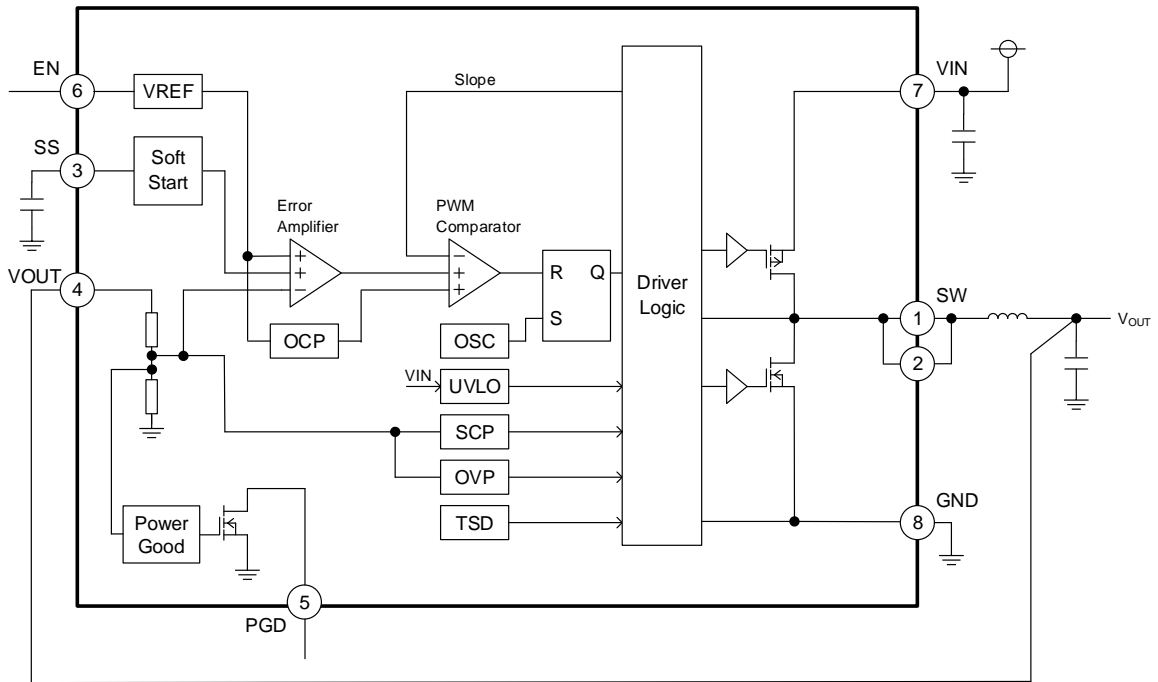 EN
6
VREF
Slope
7
VIN
SS
3
Soft
Start
Error
Amplifier
PWM
Comparator
VOUT
4
+
+
−
−
+
+
R
Q
S
OCP
OSC
Driver
Logic
SW
1
2
VOUT
VIN
UVLO
SCP
OVP
TSD
GND
8
Power
Good
5
PGD